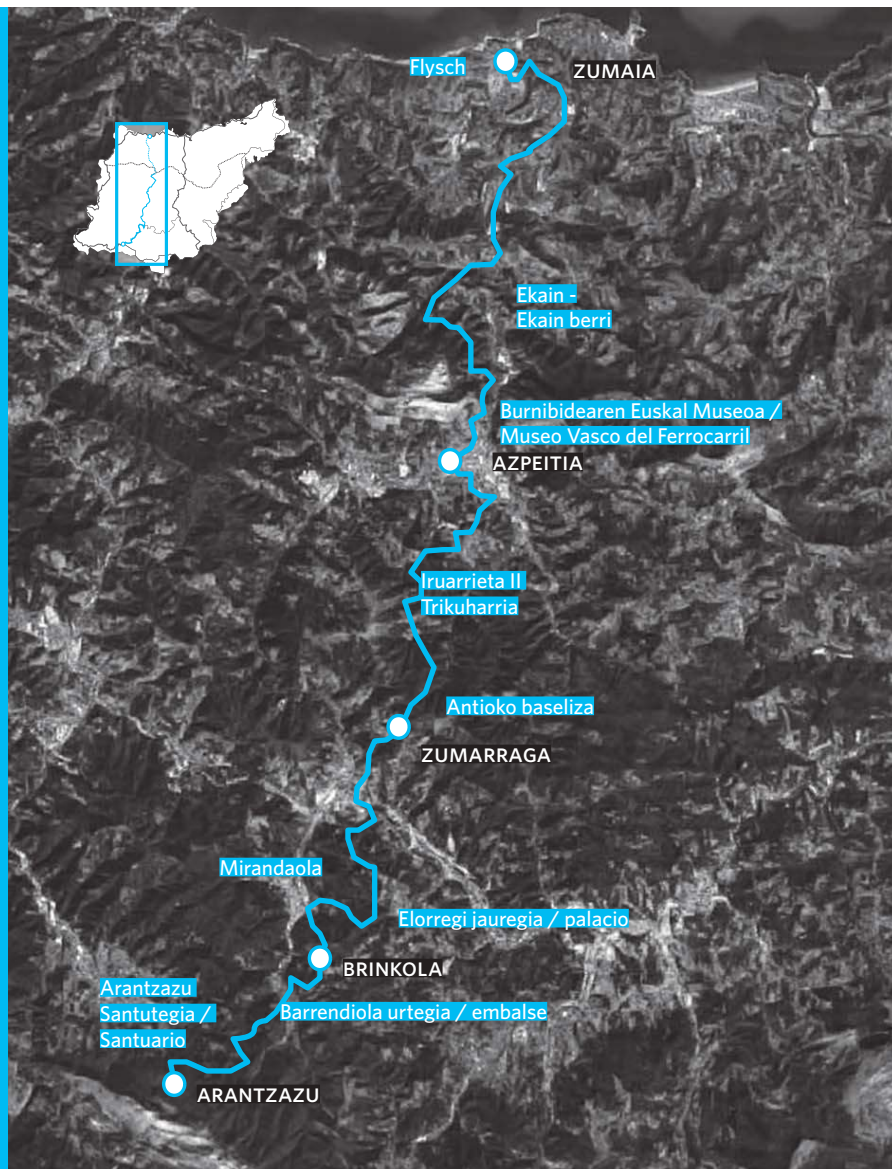 Flysch
ZUMAIA
Ekain -
Ekain berri
Burnibidearen Euskal Museoa /
Museo Vasco del Ferrocarril
AZPEITIA
Iruarrieta II
Trikuharria
Antioko baseliza
ZUMARRAGA
Mirandaola
Elorregi jauregia / palacio
BRINKOLA
Arantzazu
Santutegia /
Santuario
Barrendiola urtegia / embalse
ARANTZAZU